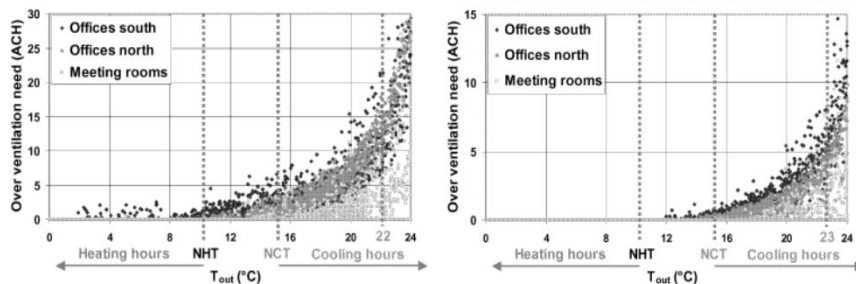 Over ventilation need (ACH)
30
25
20
15
10
5
0
Offices south
Offices north
Meeting rooms
0 4 8 12 16 20 22 24
Heating hours NHT NCT Cooling hours
Tout (°C)
Over ventilation need (ACH)
15
10
5
0
Offices south
Offices north
Meeting rooms
0 4 8 12 16 20 23 24
Heating hours NHT NCT Cooling hours
Tout (°C)